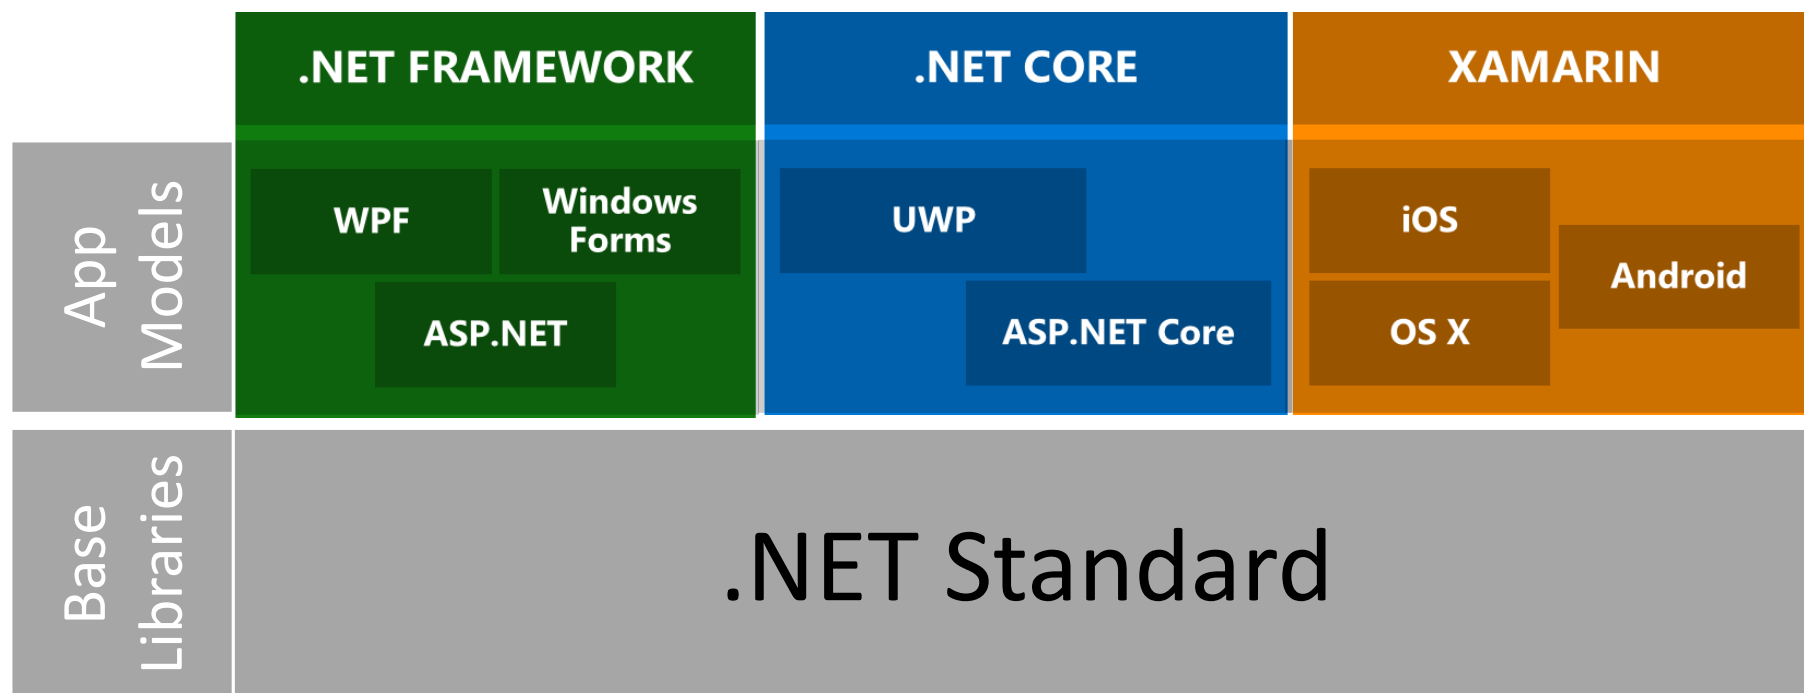 .NET FRAMEWORK
.NET CORE
XAMARIN
App
Models
WPF
Windows
Forms
ASP.NET
UWP
ASP.NET Core
iOS
Android
OS X
Base
Libraries
.NET Standard